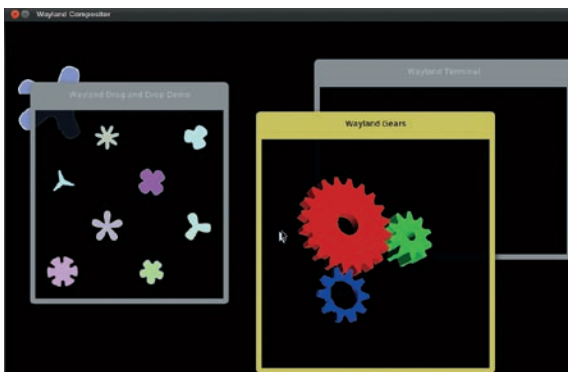 Wayland Compositor
Wayland Drag and Drop Demo
Wayland Terminal
Wayland Gears